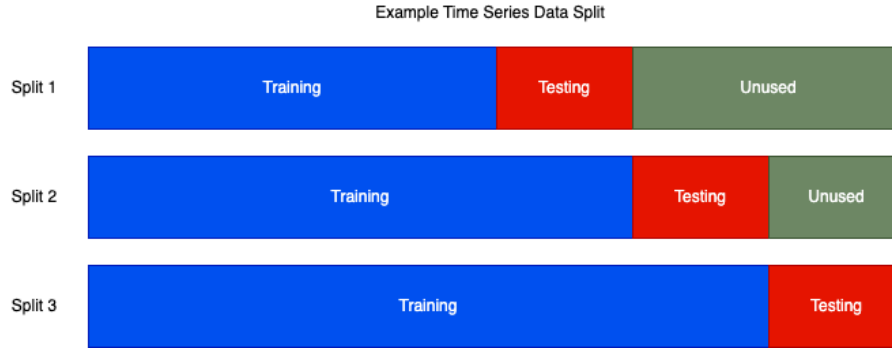 Example Time Series Data Split
Split 1
Training
Testing
Unused
Split 2
Training
Testing
Unused
Split 3
Training
Testing